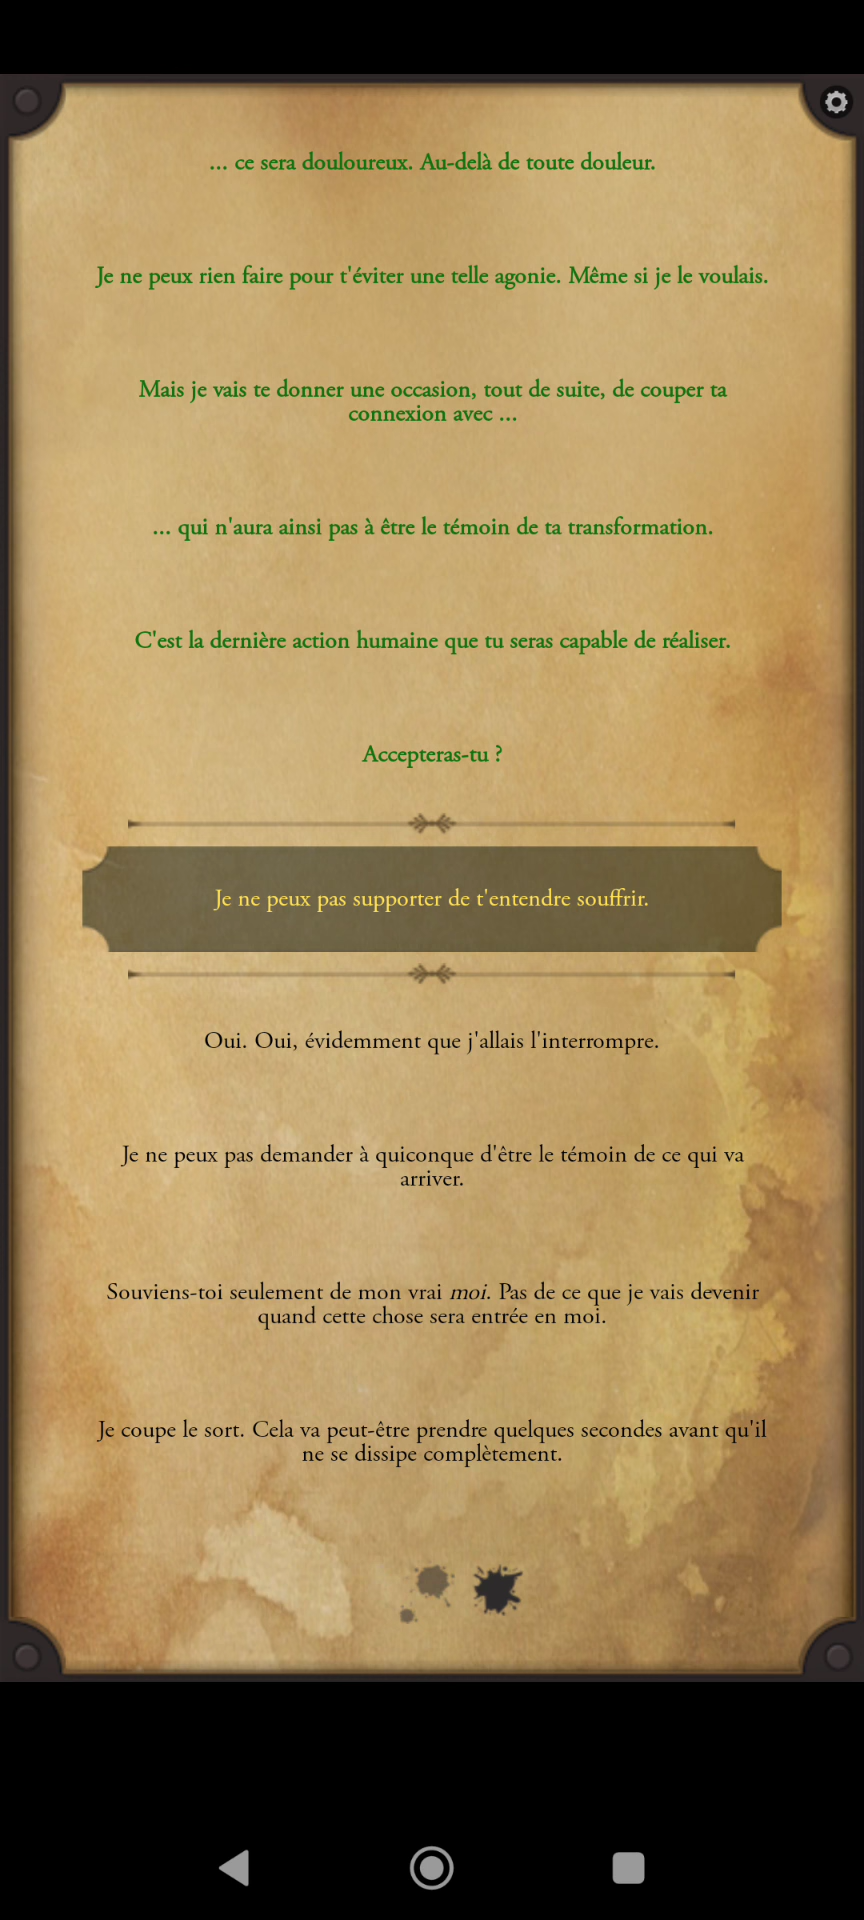 ... ce sera douloureux. Au-delà de toute douleur.
Je ne peux rien faire pour t'éviter une telle agonie. Même si je le voulais.
Mais je vais te donner une occasion, tout de suite, de couper ta
connexion avec ...
... qui n'aura ainsi pas à être le témoin de ta transformation.
C'est la dernière action humaine que tu seras capable de réaliser.
Accepteras-tu ?
Je ne peux pas supporter de t'entendre souffrir.
Oui. Oui, évidemment que j'allais l'interrompre.
Je ne peux pas demander à quiconque d'être le témoin de ce qui va
arriver.
Souviens-toi seulement de mon vrai moi. Pas de ce que je vais devenir
quand cette chose sera entrée en moi.
Je coupe le sort. Cela va peut-être prendre quelques secondes avant qu'il
ne se dissipe complètement.